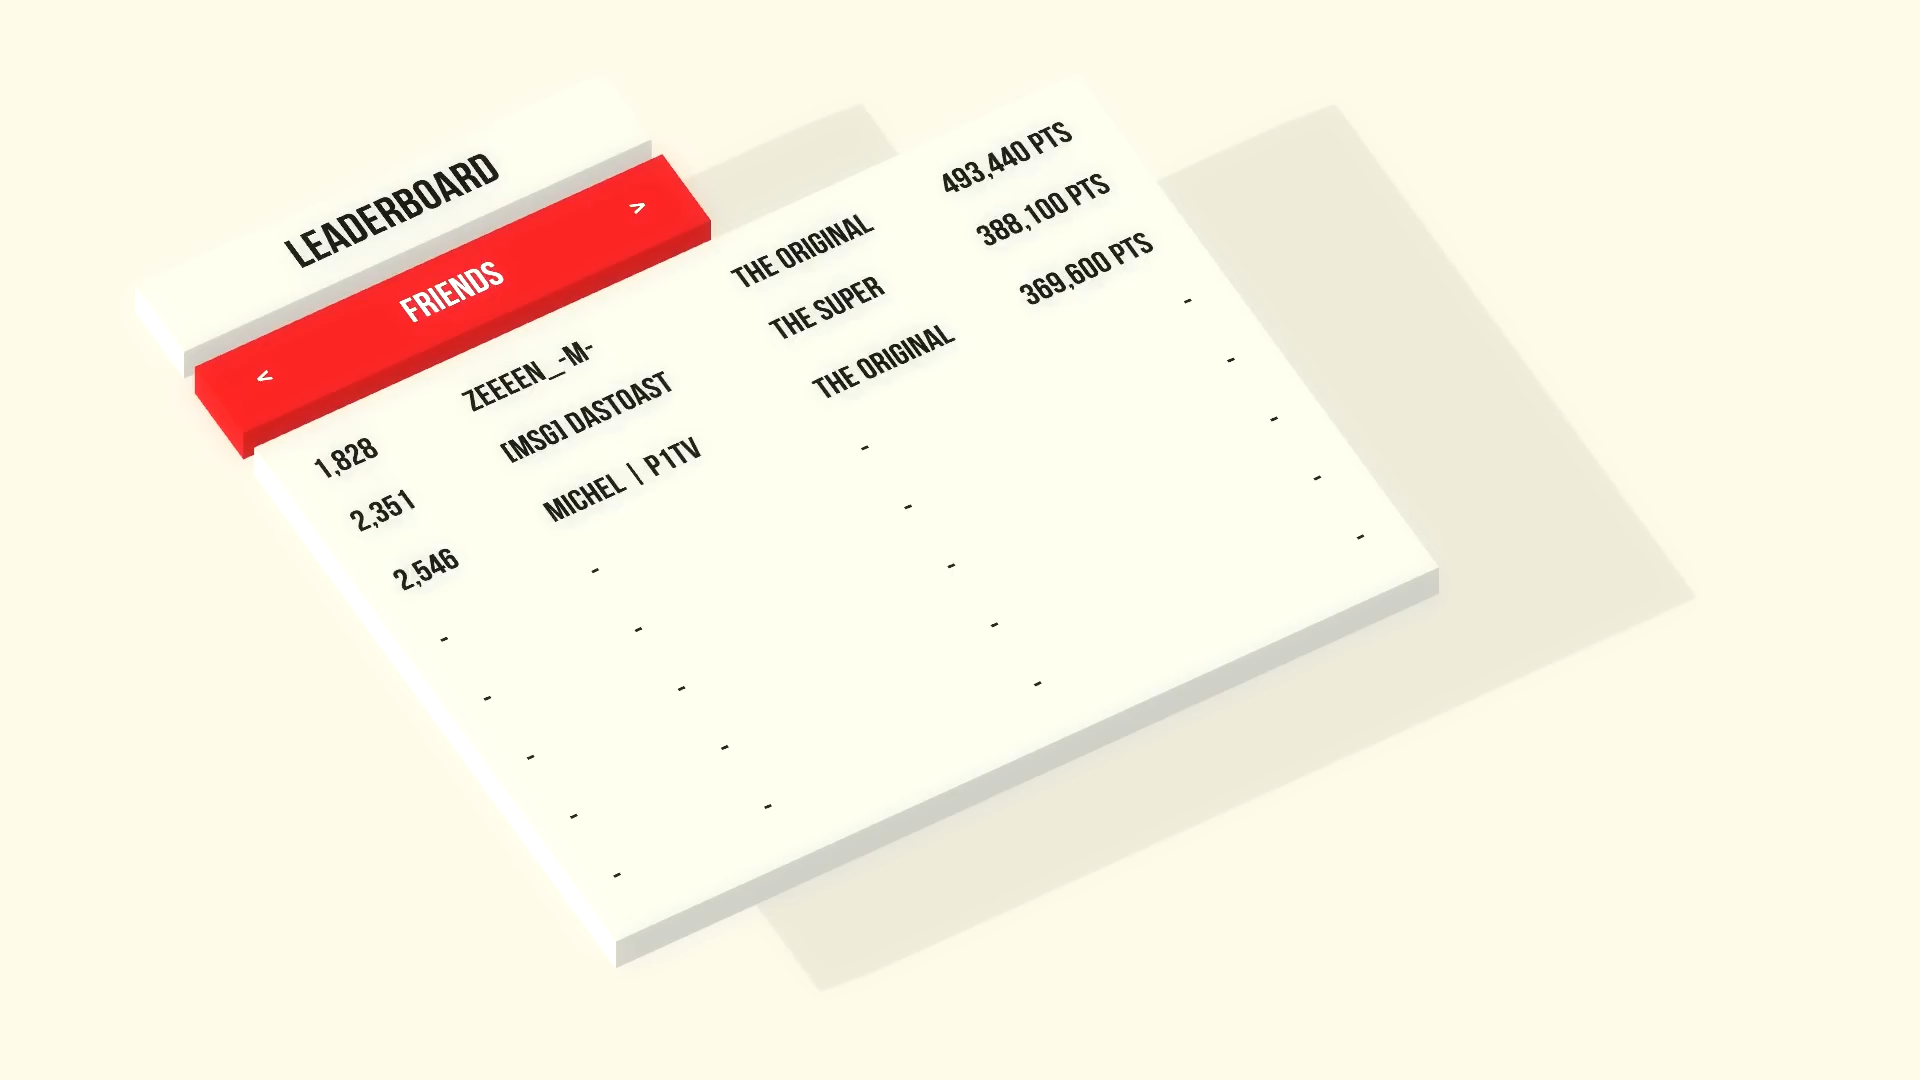 LEADERBOARD
< FRIENDS >
1,828 ZEEEEN_-M- THE ORIGINAL 493,440 PTS
2,351 [MSG] DASTOAST THE SUPER 388,100 PTS
2,546 MICHEL | P1TV THE ORIGINAL 369,600 PTS
- - - -
- - - -
- - - -
- - - -
- - - -